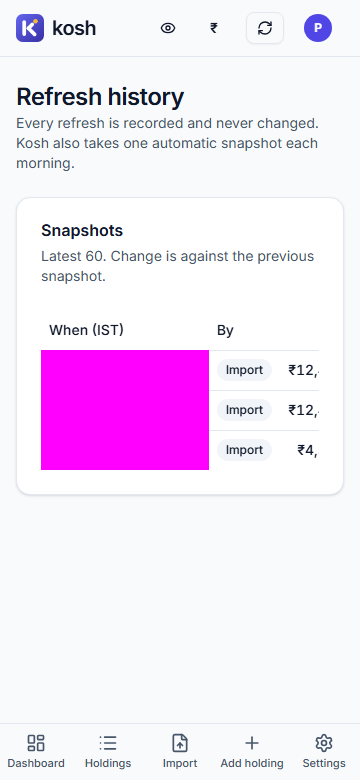 kosh
₹
P
Refresh history
Every refresh is recorded and never changed.
Kosh also takes one automatic snapshot each
morning.
Snapshots
Latest 60. Change is against the previous
snapshot.
When (IST) By
Import ₹12,
Import ₹12,
Import ₹4,
Dashboard Holdings Import Add holding Settings